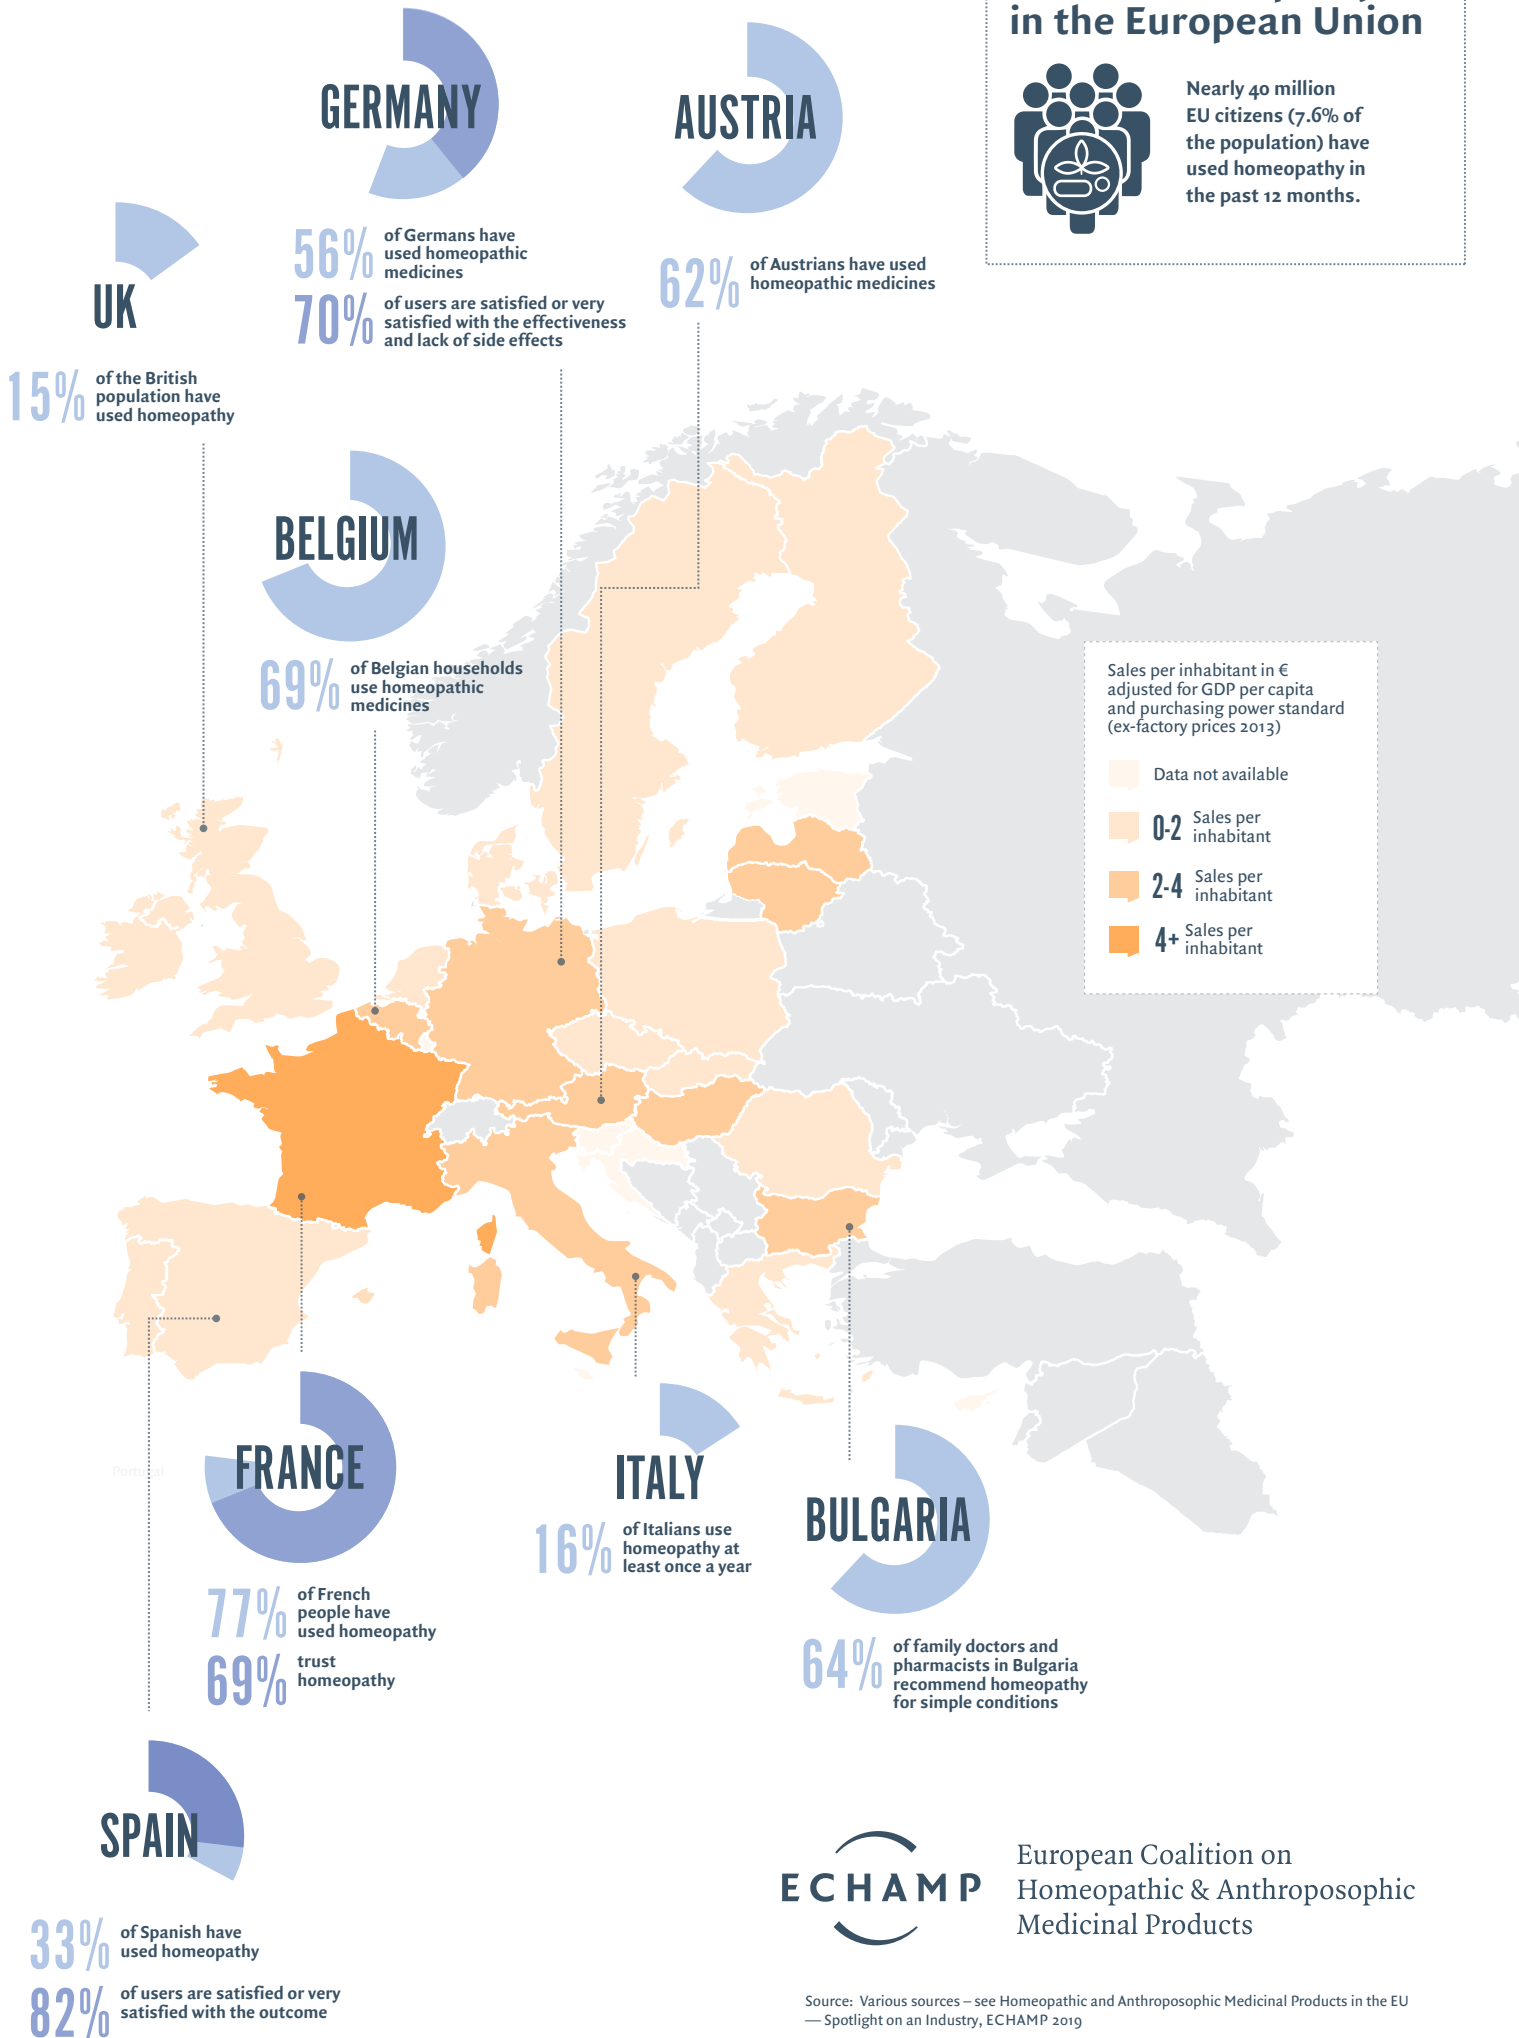 in the European Union
Nearly 40 million
EU citizens (7.6% of
the population) have
used homeopathy in
the past 12 months.
GERMANY
56%
of Germans have
used homeopathic
medicines
70%
of users are satisfied or very
satisfied with the effectiveness
and lack of side effects
AUSTRIA
62%
of Austrians have used
homeopathic medicines
UK
15%
of the British
population have
used homeopathy
BELGIUM
69%
of Belgian households
use homeopathic
medicines
Sales per inhabitant in €
adjusted for GDP per capita
and purchasing power standard
(ex-factory prices 2013)
Data not available
0-2 Sales per
inhabitant
2-4 Sales per
inhabitant
4+ Sales per
inhabitant
Portugal
FRANCE
77%
of French
people have
used homeopathy
69%
trust
homeopathy
ITALY
16%
of Italians use
homeopathy at
least once a year
BULGARIA
64%
of family doctors and
pharmacists in Bulgaria
recommend homeopathy
for simple conditions
SPAIN
33%
of Spanish have
used homeopathy
82%
of users are satisfied or very
satisfied with the outcome
ECHAMP
European Coalition on
Homeopathic & Anthroposophic
Medicinal Products
Source: Various sources – see Homeopathic and Anthroposophic Medicinal Products in the EU
— Spotlight on an Industry, ECHAMP 2019